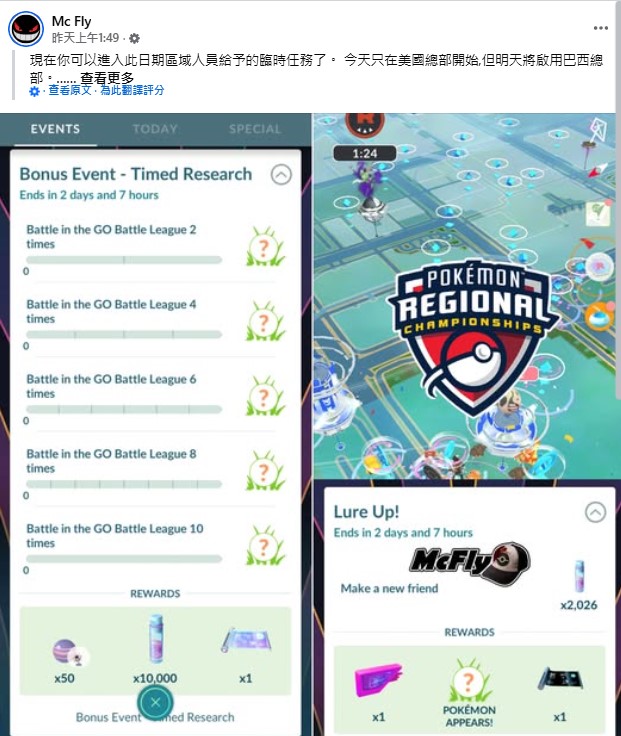 Mc Fly
昨天上午1:49
現在你可以進入此日期區域人員給予的臨時任務了。 今天只在美國總部開始,但明天將啟用巴西總
部。...... 查看更多
查看原文 · 為此翻譯評分
EVENTS
TODAY
SPECIAL
Bonus Event - Timed Research
Ends in 2 days and 7 hours
Battle in the GO Battle League 2
times
0
Battle in the GO Battle League 4
times
0
Battle in the GO Battle League 6
times
0
Battle in the GO Battle League 8
times
0
Battle in the GO Battle League 10
times
0
REWARDS
x50
x10,000
x1
Bonus Event Timed Research
R
1:24
POKÉMON
REGIONAL
CHAMPIONSHIPS
Lure Up!
Ends in 2 days and 7 hours
McFly
Make a new friend
x2,026
REWARDS
x1
POKÉMON
APPEARS!
x1